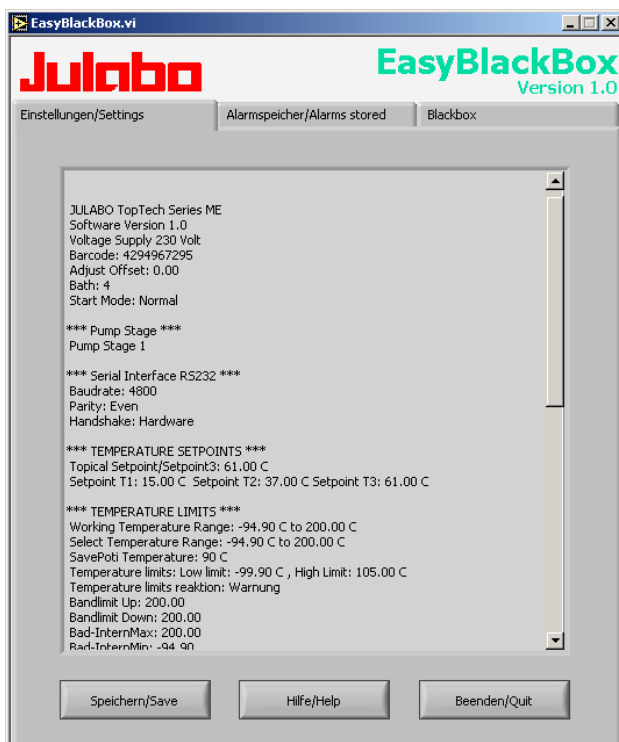 EasyBlackBox.vi
Julabo
EasyBlackBox
Version 1.0
Einstellungen/Settings
Alarmspeicher/Alarms stored
Blackbox
JULABO TopTech Series ME
Software Version 1.0
Voltage Supply 230 Volt
Barcode: 4294967295
Adjust Offset: 0.00
Bath: 4
Start Mode: Normal
*** Pump Stage ***
Pump Stage 1
*** Serial Interface RS232 ***
Baudrate: 4800
Parity: Even
Handshake: Hardware
*** TEMPERATURE SETPOINTS ***
Topical Setpoint/Setpoint3: 61.00 C
Setpoint T1: 15.00 C Setpoint T2: 37.00 C Setpoint T3: 61.00 C
*** TEMPERATURE LIMITS ***
Working Temperature Range: -94.90 C to 200.00 C
Select Temperature Range: -94.90 C to 200.00 C
SavePoti Temperature: 90 C
Temperature limits: Low limit: -99.90 C , High Limit: 105.00 C
Temperature limits reaktion: Warnung
Bandlimit Up: 200.00
Bandlimit Down: 200.00
Bad-InternMax: 200.00
Bad-InternMin: -94.90
Speichern/Save
Hilfe/Help
Beenden/Quit